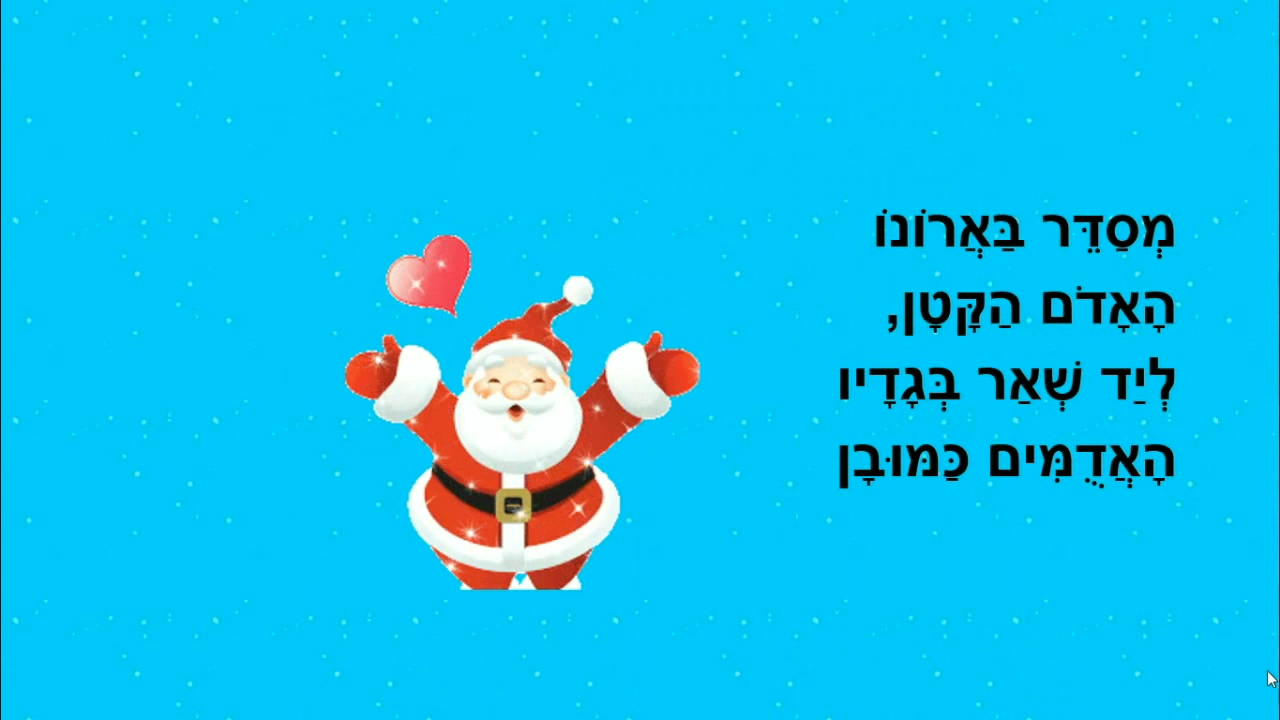 מְסַדֵּר בַּאֲרוֹנוֹ
הָאָדֹם הַקָּטָן,
לְיַד שְׁאַר בְּגָדָיו
הָאֲדֻמִּים כַּמּוּבָן